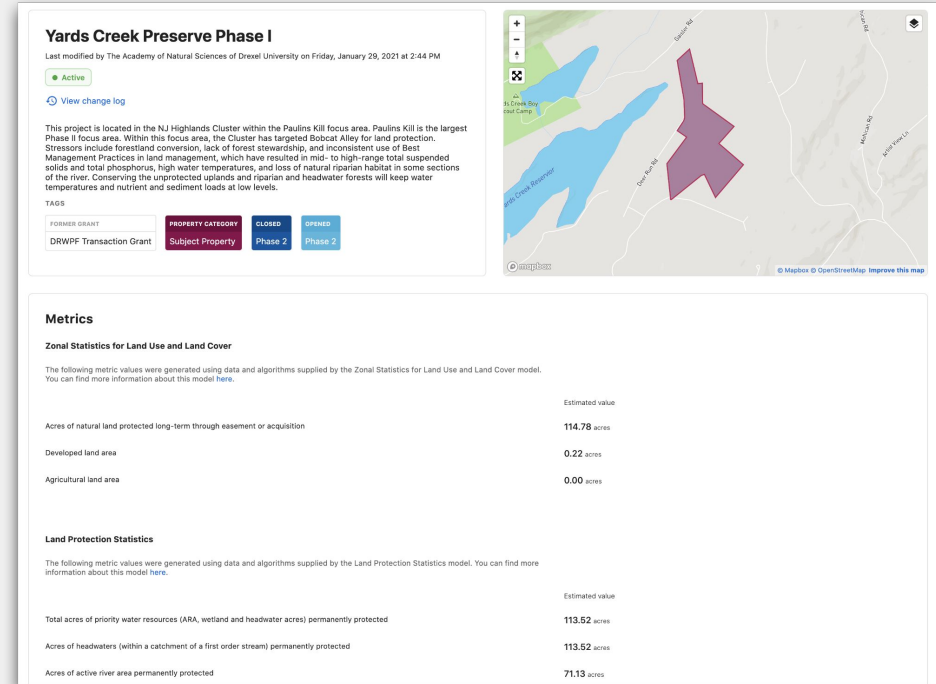 Yards Creek Preserve Phase I
Last modified by The Academy of Natural Sciences of Drexel University on Friday, January 29, 2021 at 2:44 PM
Active
View change log
This project is located in the NJ Highlands Cluster within the Paulins Kill focus area. Paulins Kill is the largest
Phase II focus area. Within this focus area, the Cluster has targeted Bobcat Alley for land protection.
Stressors include forestland conversion, lack of forest stewardship, and inconsistent use of Best
Management Practices in land management, which have resulted in mid- to high-range total suspended
solids and total phosphorus, high water temperatures, and loss of natural riparian habitat in some sections
of the river. Conserving the unprotected uplands and riparian and headwater forests will keep water
temperatures and nutrient and sediment loads at low levels.
TAGS
FORMER GRANT
DRWPF Transaction Grant
PROPERTY CATEGORY
Subject Property
CLOSED
Phase 2
OPENED
Phase 2
Gaston Rd
Mohican Rd
ds Creek Boy
cout Camp
Mohican Rd
Artist View Ln
Deer Run Rd
ards Creek Reservoir
mapbox
© Mapbox © OpenStreetMap Improve this map
Metrics
Zonal Statistics for Land Use and Land Cover
The following metric values were generated using data and algorithms supplied by the Zonal Statistics for Land Use and Land Cover model.
You can find more information about this model here.
Estimated value
Acres of natural land protected long-term through easement or acquisition
114.78 acres
Developed land area
0.22 acres
Agricultural land area
0.00 acres
Land Protection Statistics
The following metric values were generated using data and algorithms supplied by the Land Protection Statistics model. You can find more
information about this model here.
Estimated value
Total acres of priority water resources (ARA, wetland and headwater acres) permanently protected
113.52 acres
Acres of headwaters (within a catchment of a first order stream) permanently protected
113.52 acres
Acres of active river area permanently protected
71.13 acres